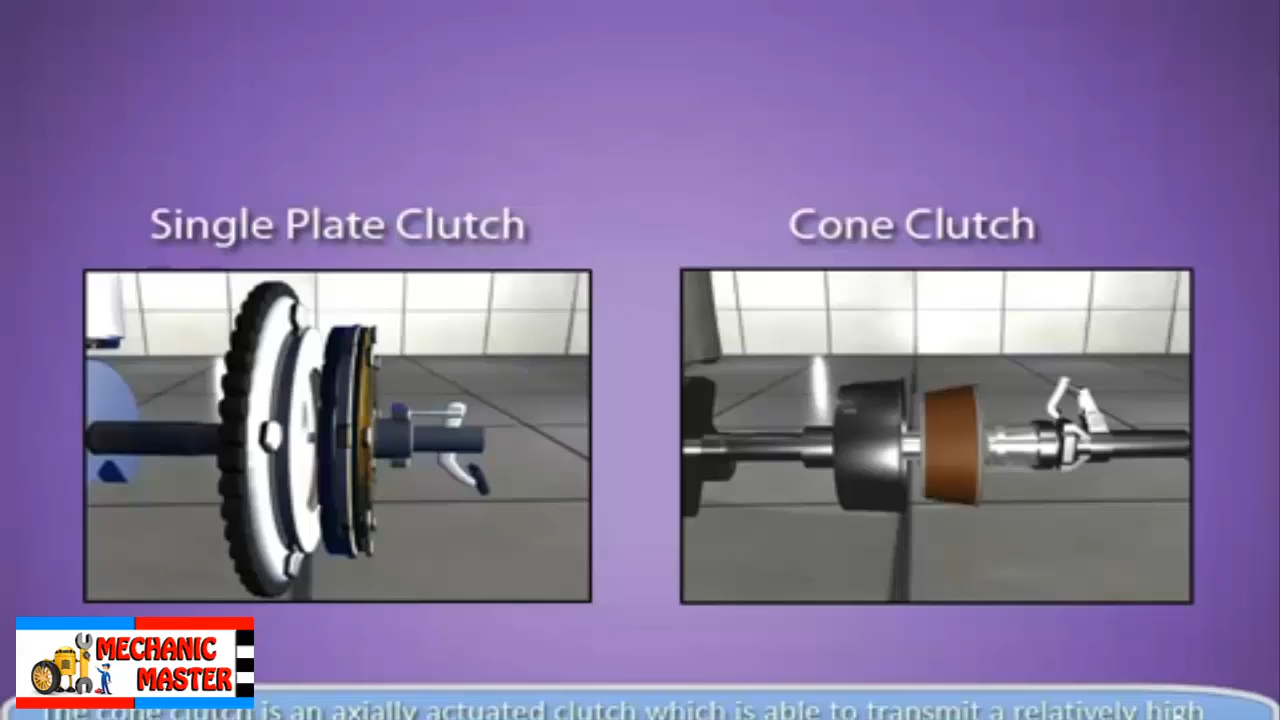 Single Plate Clutch
Cone Clutch
MECHANIC
MASTER
The cone clutch is an axially actuated clutch which is able to transmit a relatively high